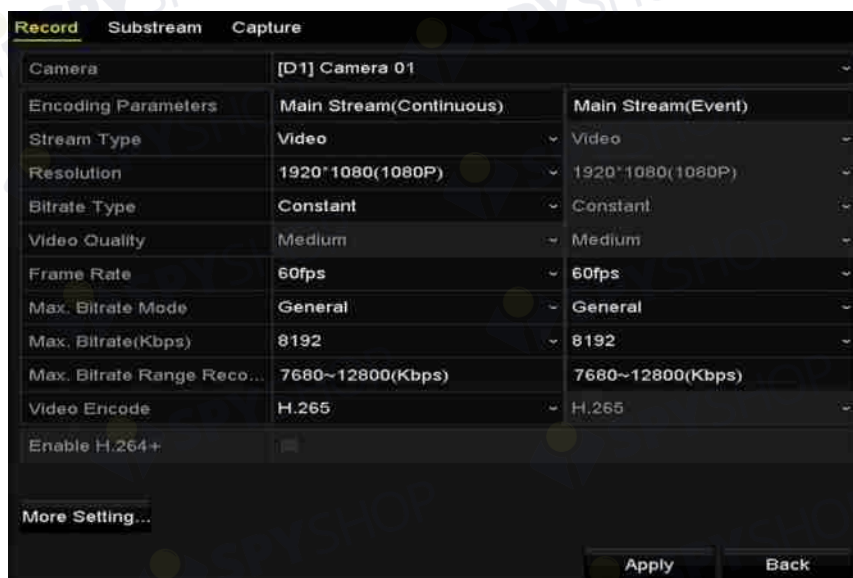 Record Substream Capture
Camera [D1] Camera 01
Encoding Parameters Main Stream(Continuous) Main Stream(Event)
Stream Type Video Video
Resolution 1920*1080(1080P) 1920*1080(1080P)
Bitrate Type Constant Constant
Video Quality Medium Medium
Frame Rate 60fps 60fps
Max. Bitrate Mode General General
Max. Bitrate(Kbps) 8192 8192
Max. Bitrate Range Reco... 7680~12800(Kbps) 7680~12800(Kbps)
Video Encode H.265 H.265
Enable H.264+
More Setting...
Apply Back